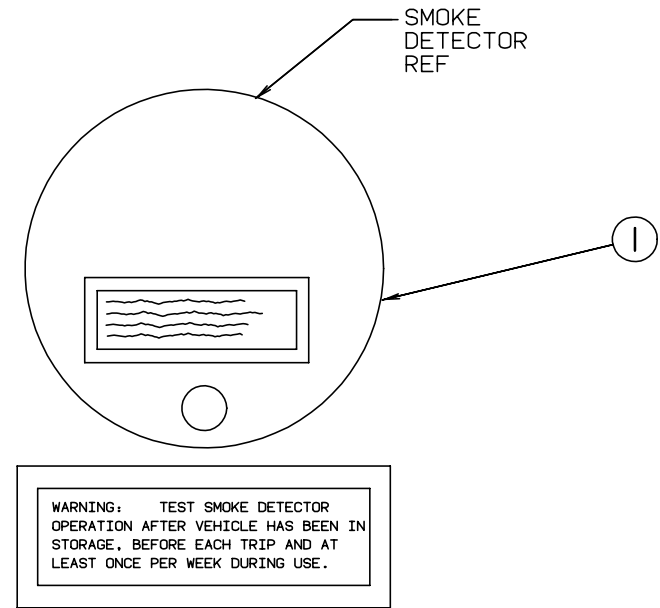 SMOKE
DETECTOR
REF
1
WARNING: TEST SMOKE DETECTOR
OPERATION AFTER VEHICLE HAS BEEN IN
STORAGE, BEFORE EACH TRIP AND AT
LEAST ONCE PER WEEK DURING USE.